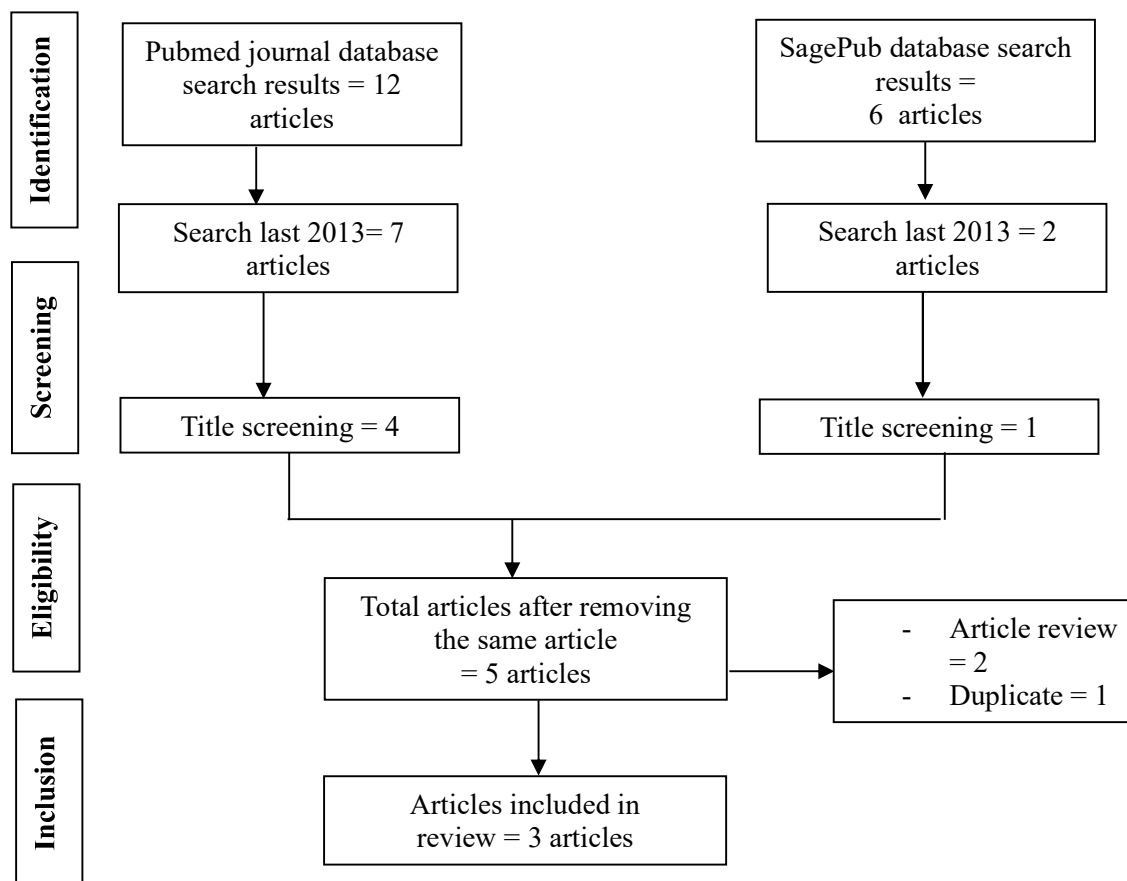 Identification
Pubmed journal database
search results = 12
articles
SagePub database search
results =
6 articles
Search last 2013= 7
articles
Search last 2013 = 2
articles
Screening
Title screening = 4
Title screening = 1
Eligibility
Total articles after removing
the same article
= 5 articles
- Article review
= 2
- Duplicate = 1
Inclusion
Articles included in
review = 3 articles